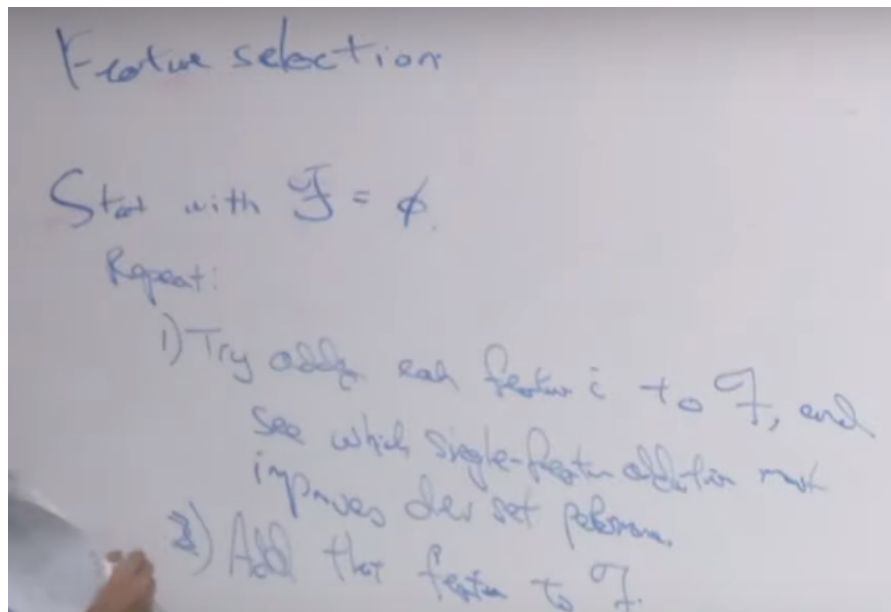 Feature selection
Start with ℱ = ∅.
Repeat:
1) Try adding each feature i to ℱ, and
see which single-feature addition most
improves dev set performance.
2) Add that feature to ℱ.